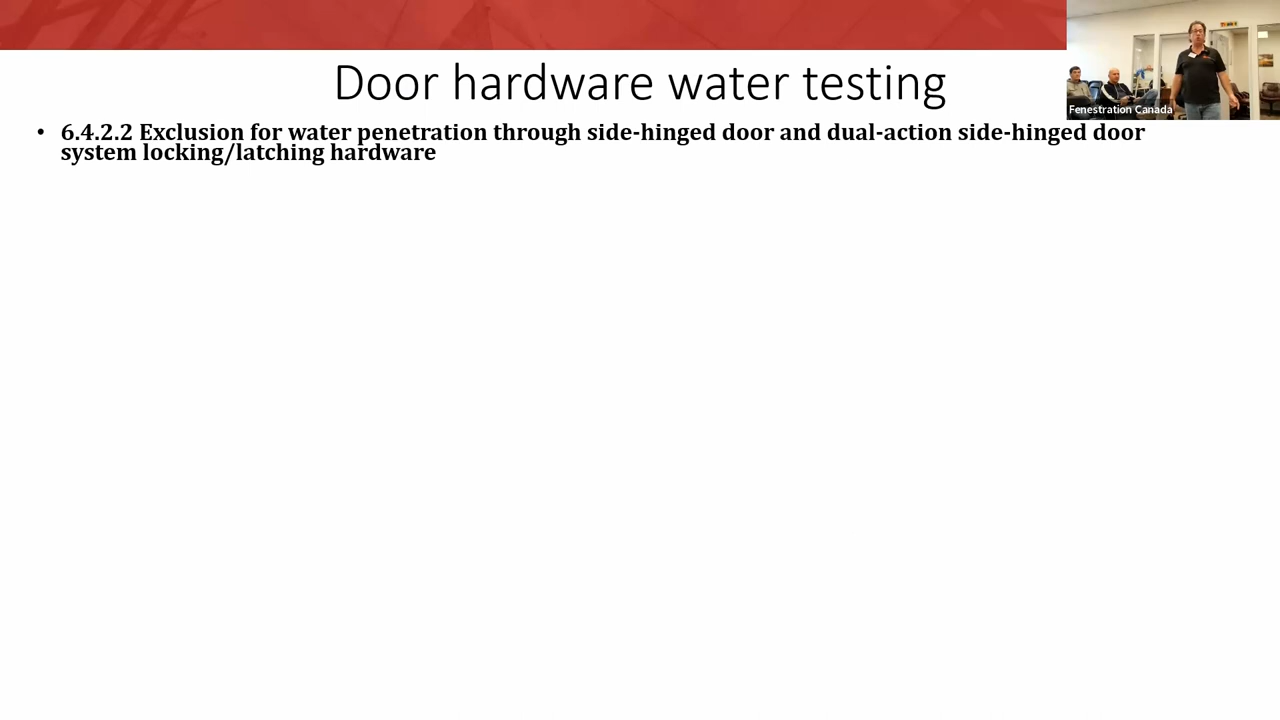 Door hardware water testing
• 6.4.2.2 Exclusion for water penetration through side-hinged door and dual-action side-hinged door
system locking/latching hardware
Fenestration Canada